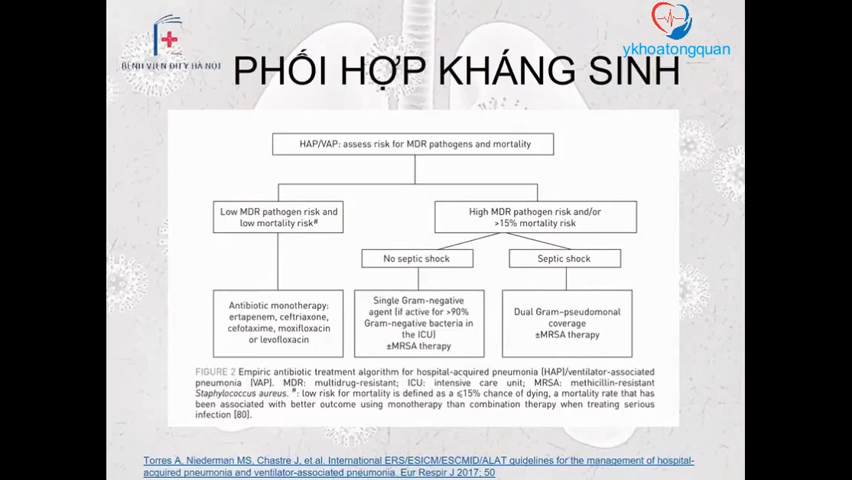 BỆNH VIỆN ĐHY HÀ NỘI
ykhoatongquan
PHỐI HỢP KHÁNG SINH
HAP/VAP: assess risk for MDR pathogens and mortality
Low MDR pathogen risk and
low mortality risk#
High MDR pathogen risk and/or
>15% mortality risk
No septic shock
Septic shock
Antibiotic monotherapy:
ertapenem, ceftriaxone,
cefotaxime, moxifloxacin
or levofloxacin
Single Gram-negative
agent (if active for >90%
Gram-negative bacteria in
the ICU)
±MRSA therapy
Dual Gram–pseudomonal
coverage
±MRSA therapy
FIGURE 2 Empiric antibiotic treatment algorithm for hospital-acquired pneumonia (HAP)/ventilator-associated
pneumonia (VAP). MDR: multidrug-resistant; ICU: intensive care unit; MRSA: methicillin-resistant
Staphylococcus aureus. #: low risk for mortality is defined as a ⩽15% chance of dying, a mortality rate that has
been associated with better outcome using monotherapy than combination therapy when treating serious
infection [80].
Torres A, Niederman MS, Chastre J, et al. International ERS/ESICM/ESCMID/ALAT guidelines for the management of hospital-
acquired pneumonia and ventilator-associated pneumonia. Eur Respir J 2017; 50